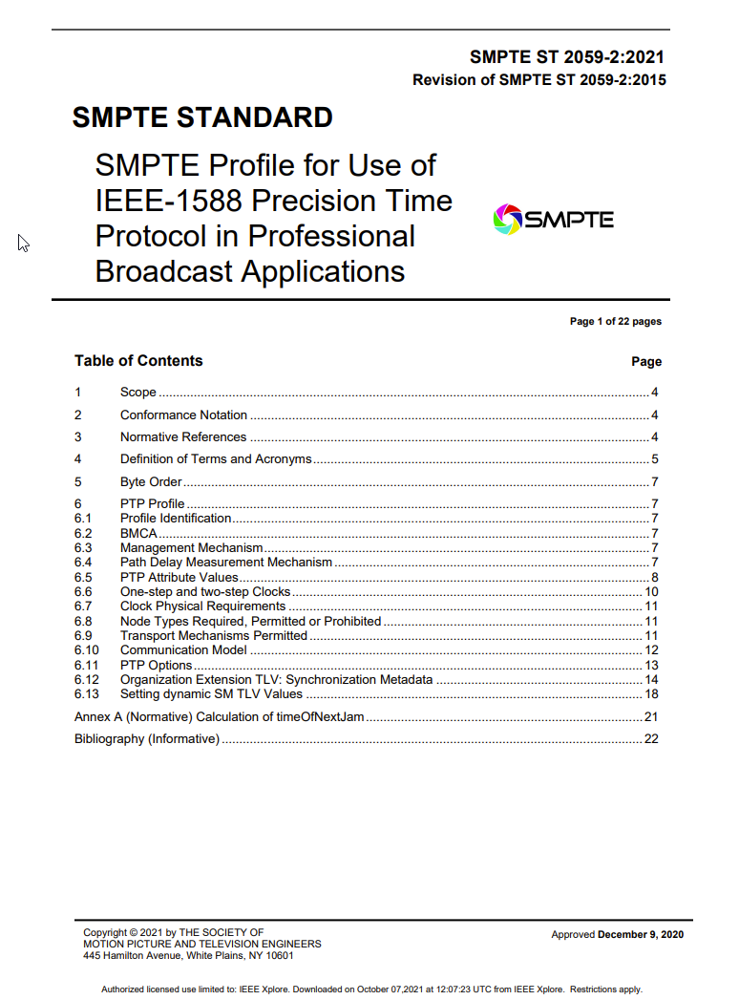 SMPTE ST 2059-2:2021
Revision of SMPTE ST 2059-2:2015
SMPTE STANDARD
SMPTE Profile for Use of
IEEE-1588 Precision Time
Protocol in Professional
Broadcast Applications
SMPTE
Page 1 of 22 pages
Table of Contents Page
1 Scope ........ 4
2 Conformance Notation ........ 4
3 Normative References ........ 4
4 Definition of Terms and Acronyms ........ 5
5 Byte Order ........ 7
6 PTP Profile ........ 7
6.1 Profile Identification ........ 7
6.2 BMCA ........ 7
6.3 Management Mechanism ........ 7
6.4 Path Delay Measurement Mechanism ........ 7
6.5 PTP Attribute Values ........ 8
6.6 One-step and two-step Clocks ........ 10
6.7 Clock Physical Requirements ........ 11
6.8 Node Types Required, Permitted or Prohibited ........ 11
6.9 Transport Mechanisms Permitted ........ 11
6.10 Communication Model ........ 12
6.11 PTP Options ........ 13
6.12 Organization Extension TLV: Synchronization Metadata ........ 14
6.13 Setting dynamic SM TLV Values ........ 18
Annex A (Normative) Calculation of timeOfNextJam ........ 21
Bibliography (Informative) ........ 22
Copyright © 2021 by THE SOCIETY OF
MOTION PICTURE AND TELEVISION ENGINEERS
445 Hamilton Avenue, White Plains, NY 10601
Approved December 9, 2020
Authorized licensed use limited to: IEEE Xplore. Downloaded on October 07,2021 at 12:07:23 UTC from IEEE Xplore. Restrictions apply.